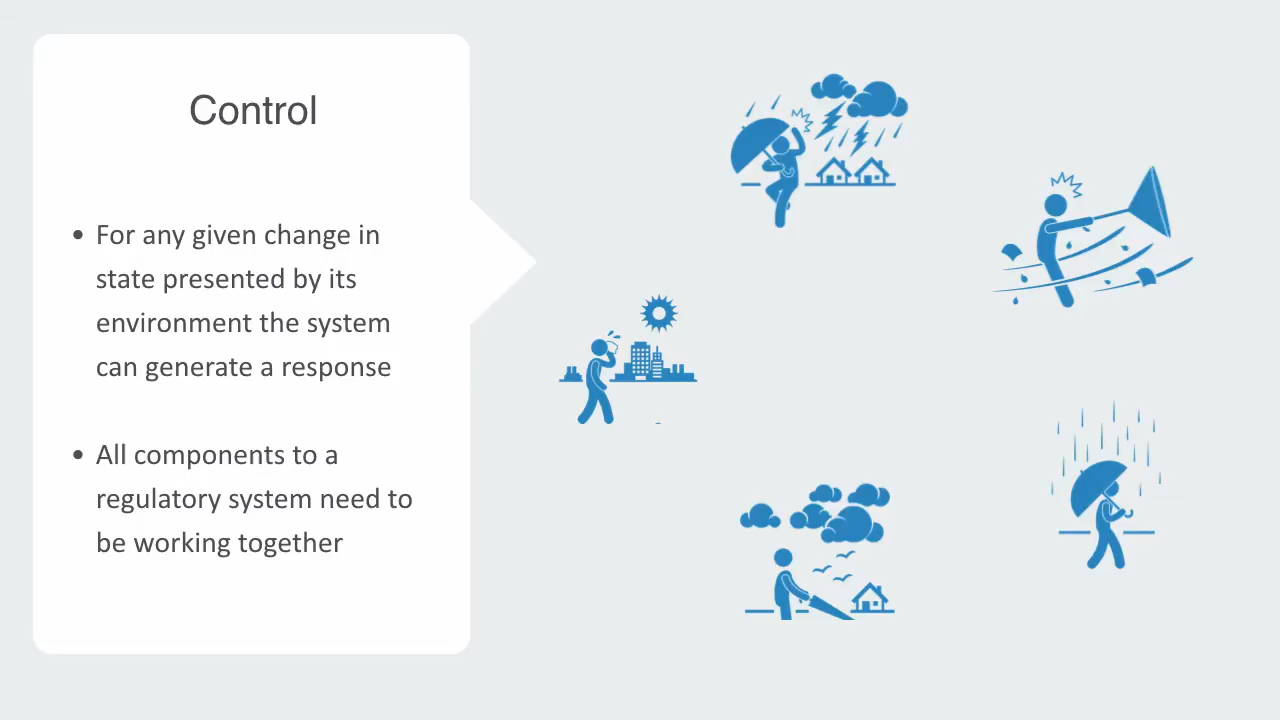 Control
• For any given change in
state presented by its
environment the system
can generate a response
• All components to a
regulatory system need to
be working together